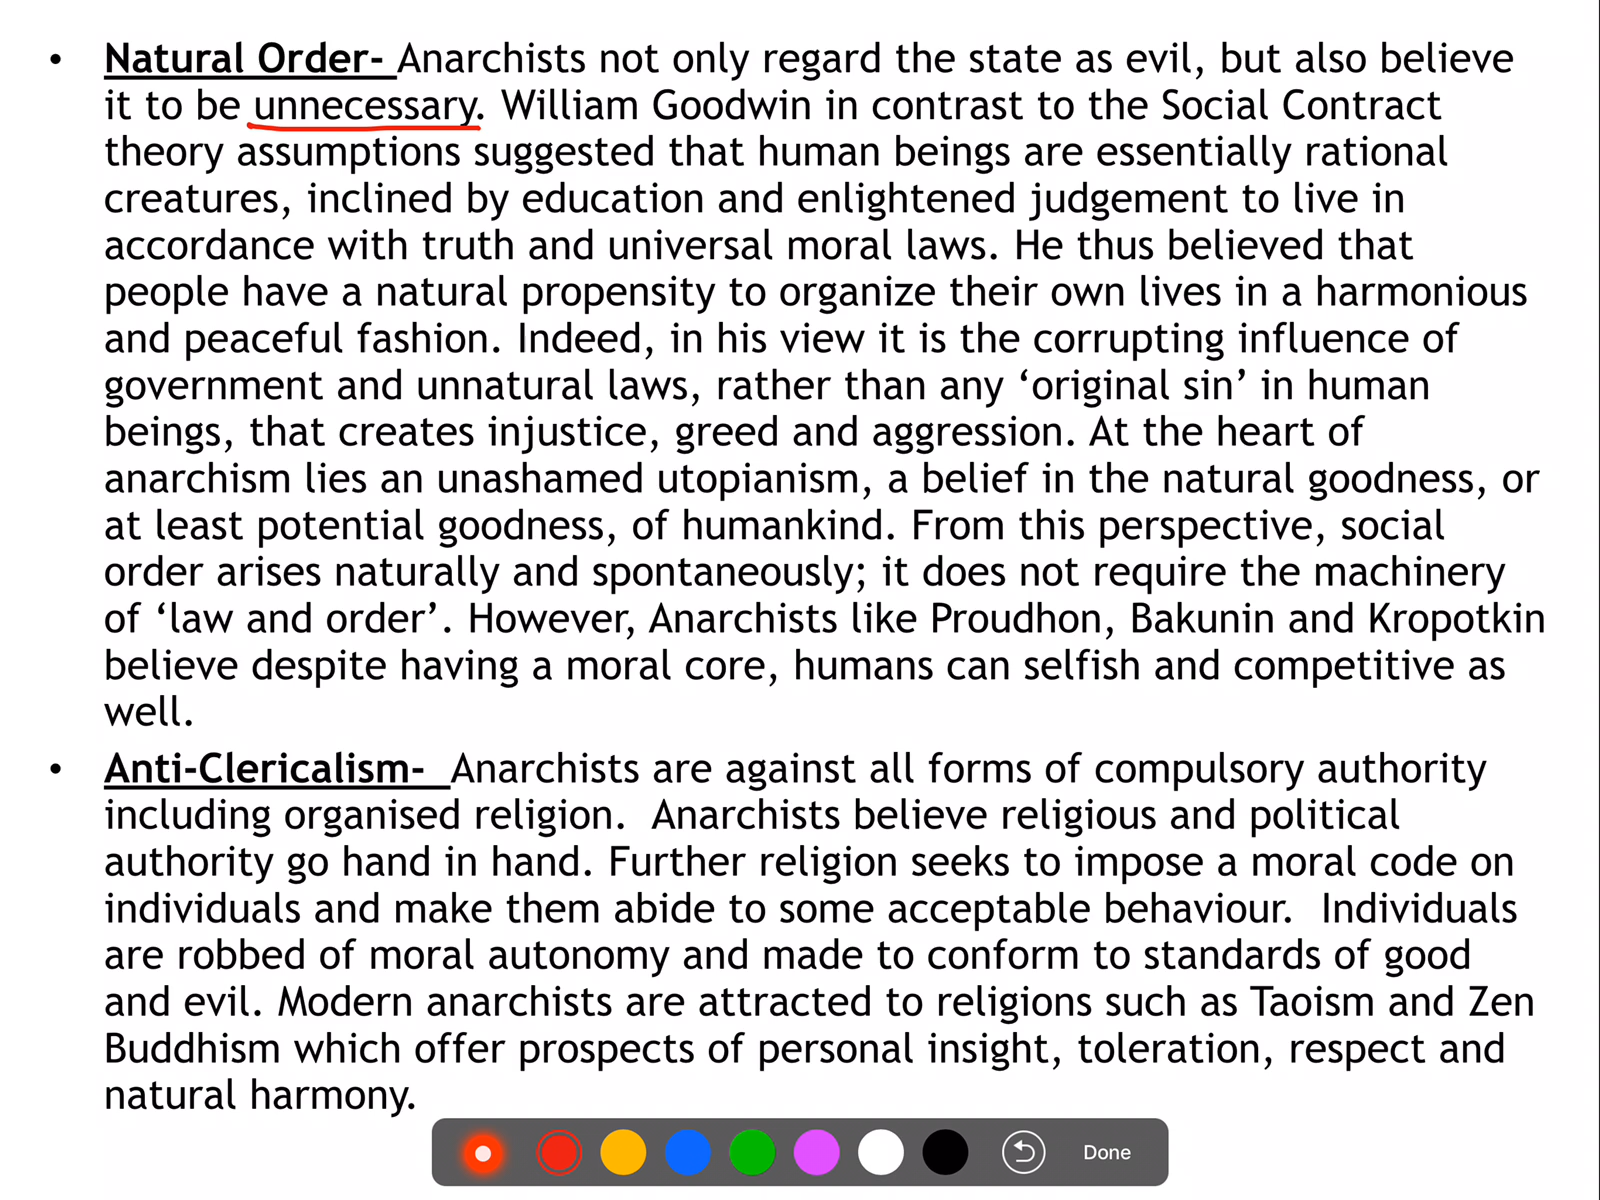 • Natural Order- Anarchists not only regard the state as evil, but also believe
it to be unnecessary. William Goodwin in contrast to the Social Contract
theory assumptions suggested that human beings are essentially rational
creatures, inclined by education and enlightened judgement to live in
accordance with truth and universal moral laws. He thus believed that
people have a natural propensity to organize their own lives in a harmonious
and peaceful fashion. Indeed, in his view it is the corrupting influence of
government and unnatural laws, rather than any ‘original sin’ in human
beings, that creates injustice, greed and aggression. At the heart of
anarchism lies an unashamed utopianism, a belief in the natural goodness, or
at least potential goodness, of humankind. From this perspective, social
order arises naturally and spontaneously; it does not require the machinery
of ‘law and order’. However, Anarchists like Proudhon, Bakunin and Kropotkin
believe despite having a moral core, humans can selfish and competitive as
well.
• Anti-Clericalism- Anarchists are against all forms of compulsory authority
including organised religion. Anarchists believe religious and political
authority go hand in hand. Further religion seeks to impose a moral code on
individuals and make them abide to some acceptable behaviour. Individuals
are robbed of moral autonomy and made to conform to standards of good
and evil. Modern anarchists are attracted to religions such as Taoism and Zen
Buddhism which offer prospects of personal insight, toleration, respect and
natural harmony.
Done